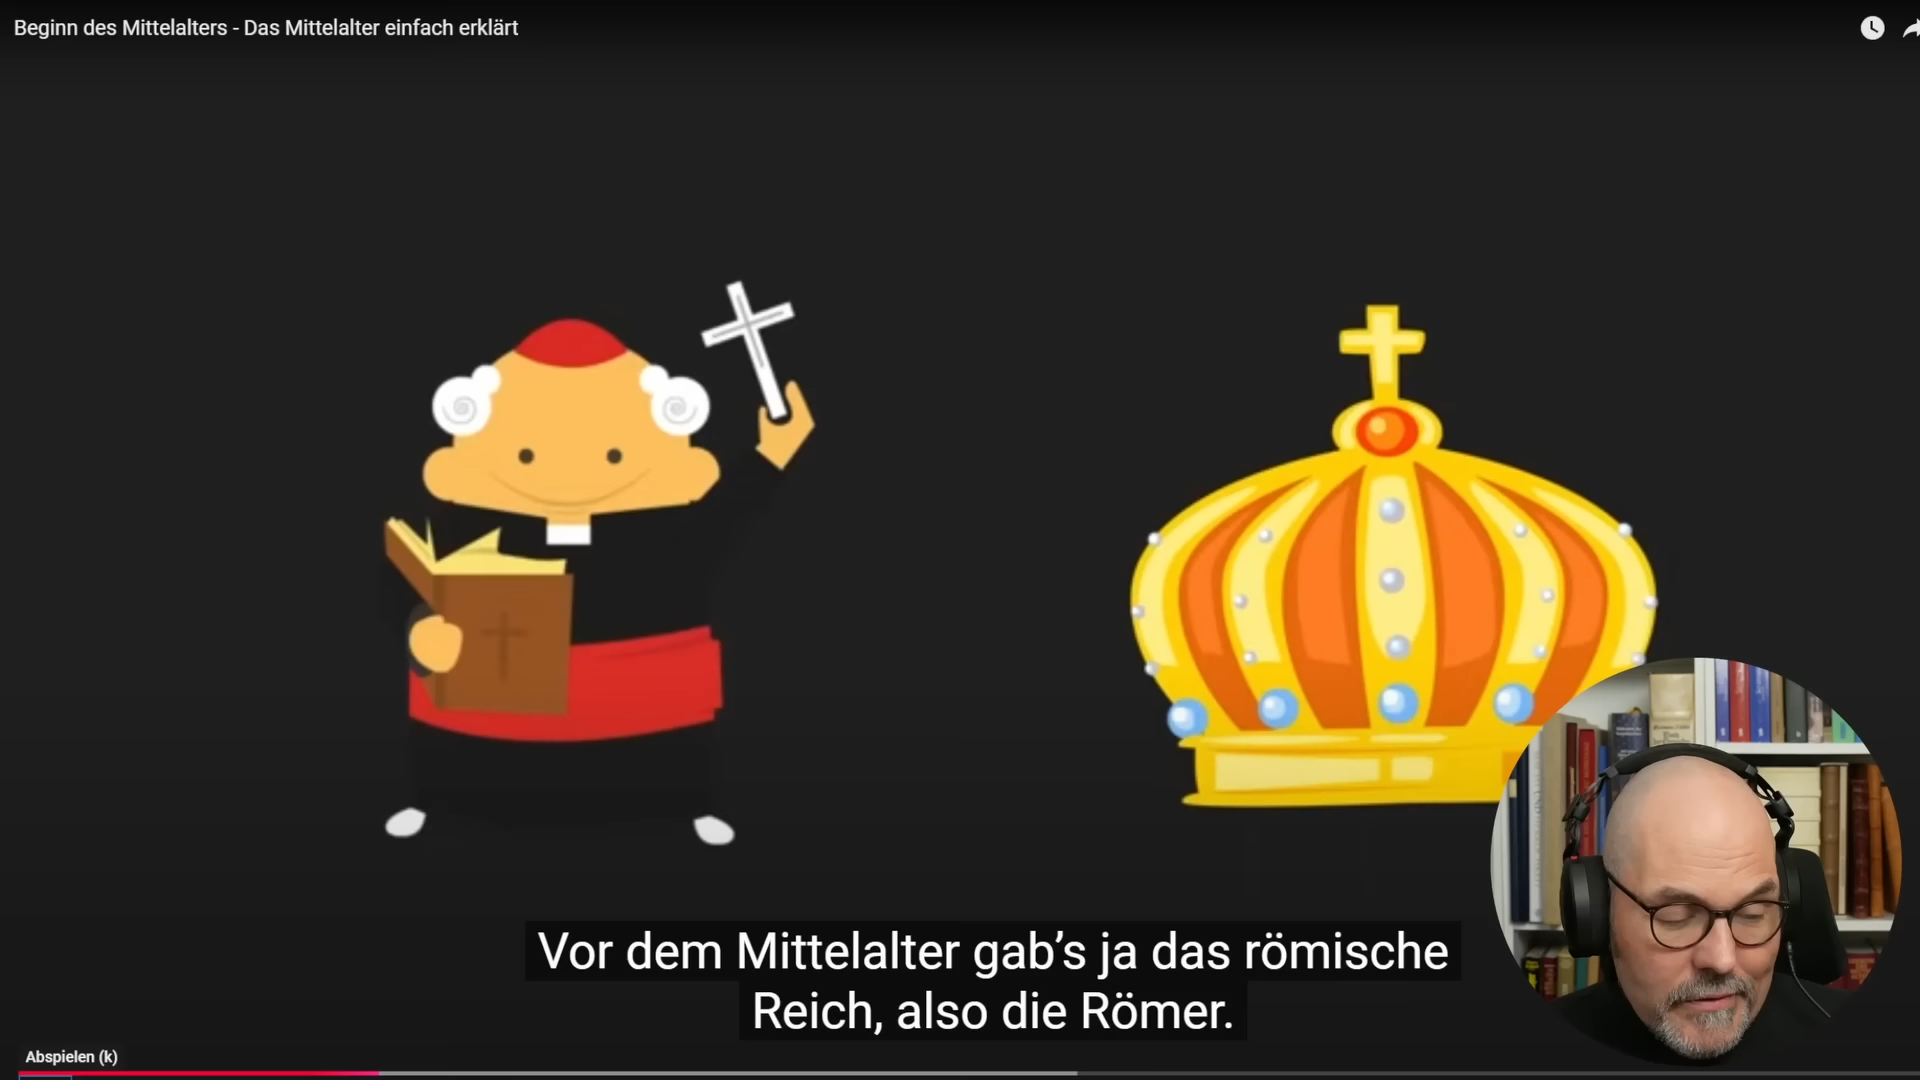 Beginn des Mittelalters - Das Mittelalter einfach erklärt
Vor dem Mittelalter gab’s ja das römische
Reich, also die Römer.
Abspielen (k)